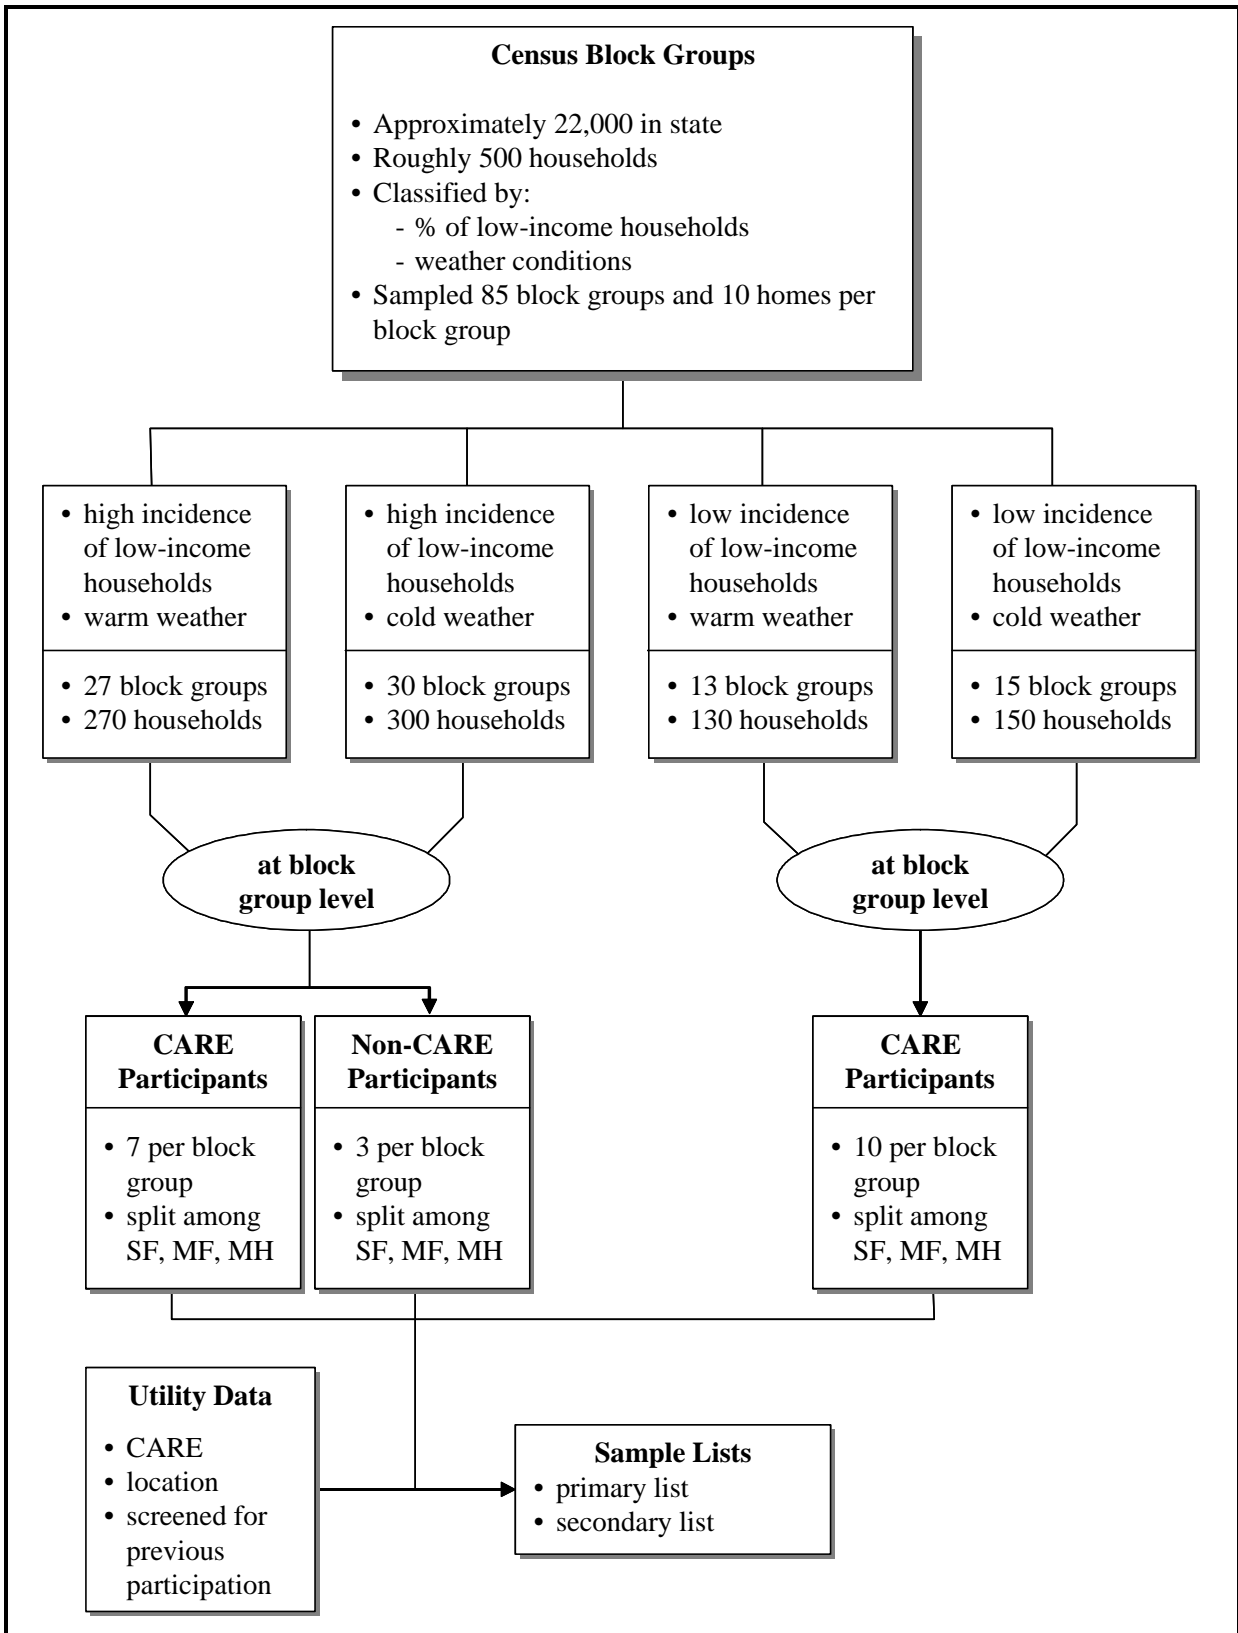 Census Block Groups
• Approximately 22,000 in state
• Roughly 500 households
• Classified by:
- % of low-income households
- weather conditions
• Sampled 85 block groups and 10 homes per
block group
• high incidence
of low-income
households
• warm weather
• 27 block groups
• 270 households
• high incidence
of low-income
households
• cold weather
• 30 block groups
• 300 households
• low incidence
of low-income
households
• warm weather
• 13 block groups
• 130 households
• low incidence
of low-income
households
• cold weather
• 15 block groups
• 150 households
at block
group level
at block
group level
CARE
Participants
• 7 per block
group
• split among
SF, MF, MH
Non-CARE
Participants
• 3 per block
group
• split among
SF, MF, MH
CARE
Participants
• 10 per block
group
• split among
SF, MF, MH
Utility Data
• CARE
• location
• screened for
previous
participation
Sample Lists
• primary list
• secondary list